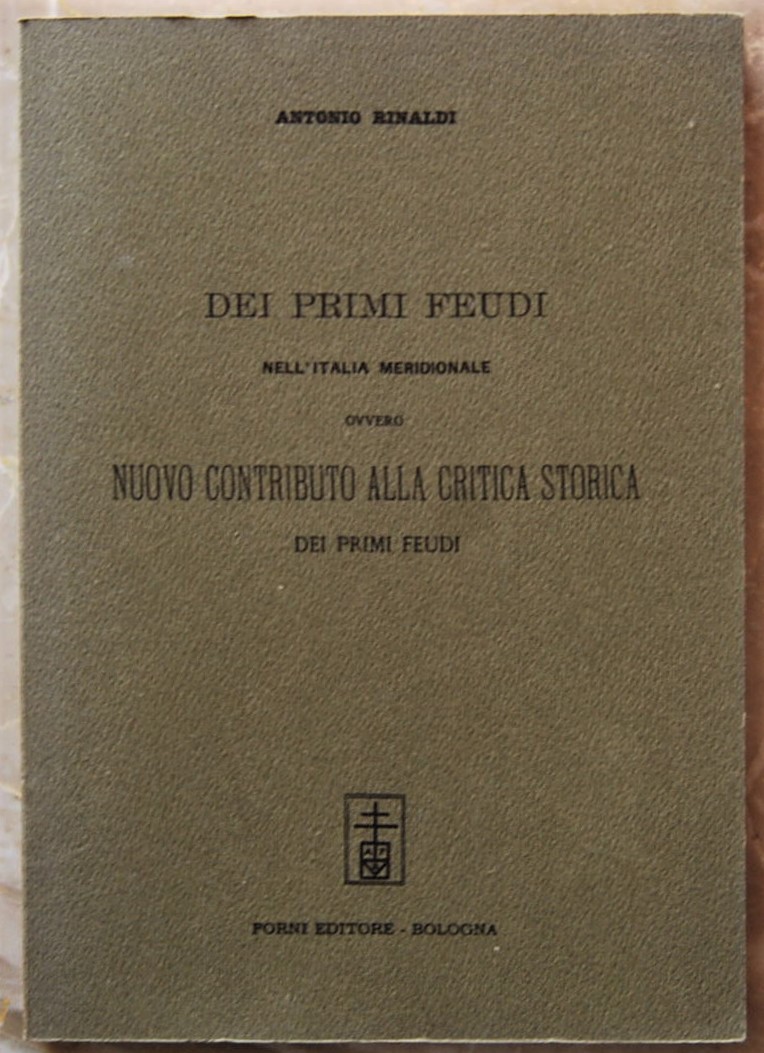 ANTONIO RINALDI
DEI PRIMI FEUDI
NELL'ITALIA MERIDIONALE
OVVERO
NUOVO CONTRIBUTO ALLA CRITICA STORICA
DEI PRIMI FEUDI
A F
FORNI EDITORE - BOLOGNA